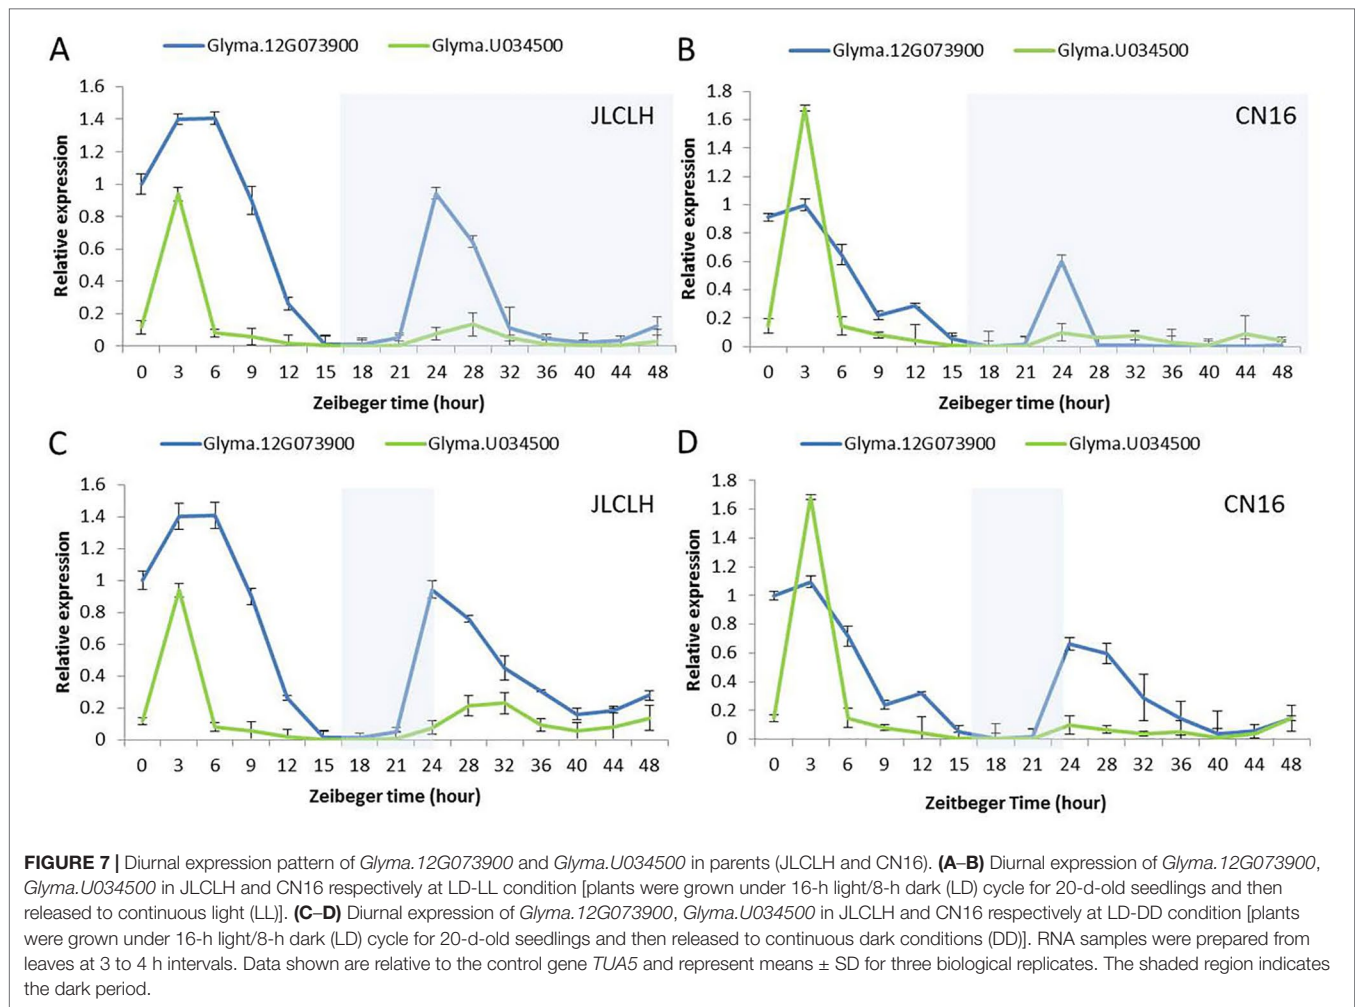 A
Glyma.12G073900 Glyma.U034500
JLCLH
Relative expression
1.6
1.4
1.2
1
0.8
0.6
0.4
0.2
0
0 3 6 9 12 15 18 21 24 28 32 36 40 44 48
Zeibeger time (hour)
B
Glyma.12G073900 Glyma.U034500
CN16
Relative expression
1.8
1.6
1.4
1.2
1
0.8
0.6
0.4
0.2
0
0 3 6 9 12 15 18 21 24 28 32 36 40 44 48
Zeibeger time (hour)
C
Glyma.12G073900 Glyma.U034500
JLCLH
Relative expression
1.6
1.4
1.2
1
0.8
0.6
0.4
0.2
0
0 3 6 9 12 15 18 21 24 28 32 36 40 44 48
Zeibeger time (hour)
D
Glyma.12G073900 Glyma.U034500
CN16
Relative expression
1.8
1.6
1.4
1.2
1
0.8
0.6
0.4
0.2
0
0 3 6 9 12 15 18 21 24 28 32 36 40 44 48
Zeitbeger Time (hour)
FIGURE 7 | Diurnal expression pattern of Glyma.12G073900 and Glyma.U034500 in parents (JLCLH and CN16). (A–B) Diurnal expression of Glyma.12G073900,
Glyma.U034500 in JLCLH and CN16 respectively at LD-LL condition [plants were grown under 16-h light/8-h dark (LD) cycle for 20-d-old seedlings and then
released to continuous light (LL)]. (C–D) Diurnal expression of Glyma.12G073900, Glyma.U034500 in JLCLH and CN16 respectively at LD-DD condition [plants
were grown under 16-h light/8-h dark (LD) cycle for 20-d-old seedlings and then released to continuous dark conditions (DD)]. RNA samples were prepared from
leaves at 3 to 4 h intervals. Data shown are relative to the control gene TUA5 and represent means ± SD for three biological replicates. The shaded region indicates
the dark period.